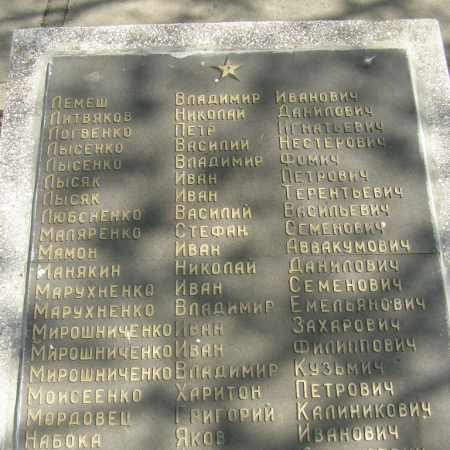 Лемеш Владимир Иванович
Литвяков Николай Данилович
Логвенко Петр Игнатьевич
Лысенко Василий Нестерович
Лысенко Владимир Фомич
Лысяк Иван Петрович
Лысяк Иван Терентьевич
Любсненко Василий Васильевич
Маляренко Стефан Семенович
Мамон Иван Аввакумович
Манякин Николай Данилович
Марухненко Иван Семенович
Марухненко Владимир Емельянович
Мирошниченко Иван Захарович
Мирошниченко Иван Филиппович
Мирошниченко Владимир Кузьмич
Моисеенко Харитон Петрович
Мордовец Григорий Каликикович
Набока Яков Иванович